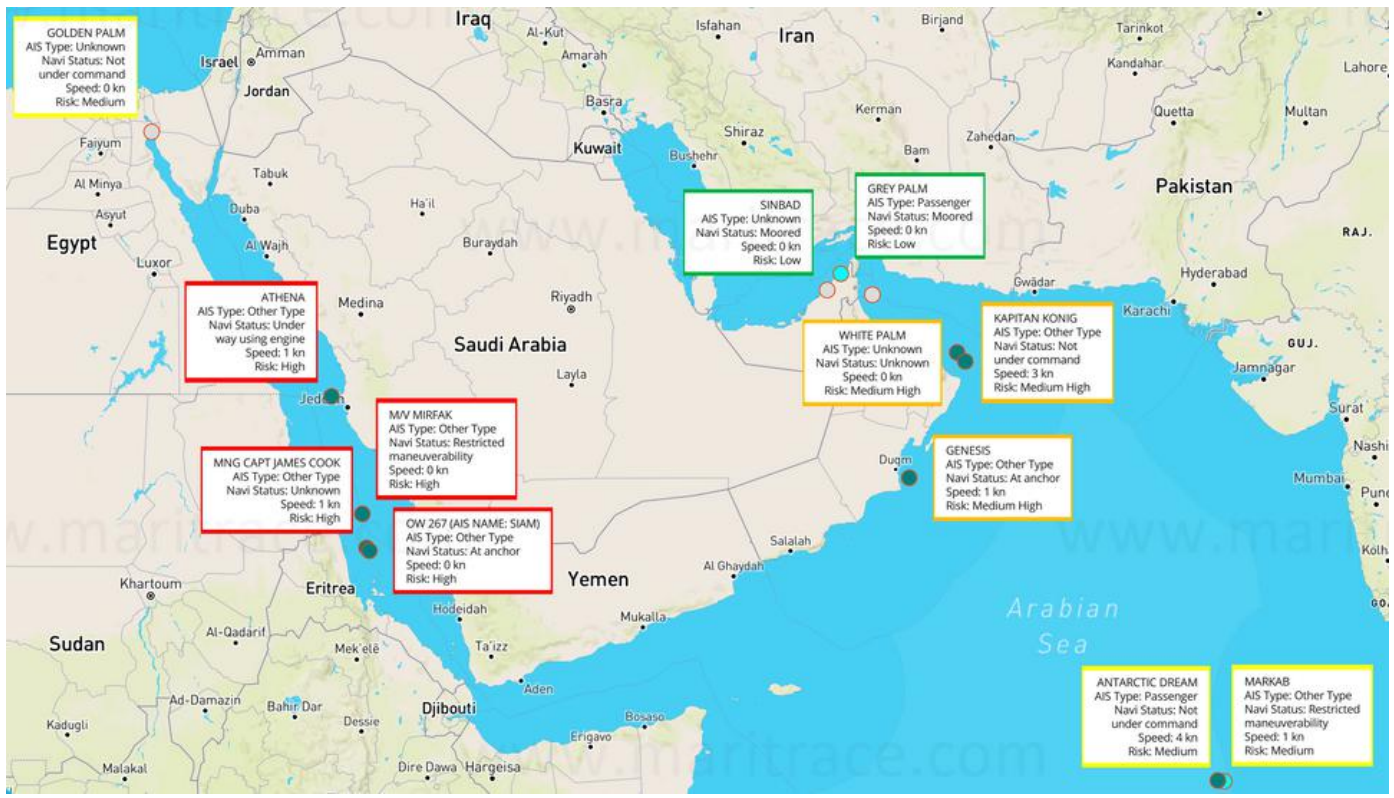 www.maritrace.com
GOLDEN PALM
AIS Type: Unknown
Navi Status: Not
under command
Speed: 0 kn
Risk: Medium
Iraq
Iran
Israel
Amman
Jordan
Al-Kut
Amarah
Basra
Kuwait
Isfahan
Birjand
Shiraz
Kerman
Bam
Zahedan
Bushehr
Tarinkot
Kandahar
Quetta
Multan
Lahore
Pakistan
Faiyum
Al Minya
Asyut
Egypt
Luxor
Tabuk
Duba
Al Wajh
Ha'il
Buraydah
Medina
Riyadh
www.maritrace.com
SINBAD
AIS Type: Unknown
Navi Status: Moored
Speed: 0 kn
Risk: Low
GREY PALM
AIS Type: Passenger
Navi Status: Moored
Speed: 0 kn
Risk: Low
RAJ.
Gwādar
Hyderabad
Karachi
GUJ.
Jamnagar
Surat
Nashi
Mumbai
Pune
Kolha
GOA
ATHENA
AIS Type: Other Type
Navi Status: Under
way using engine
Speed: 1 kn
Risk: High
Saudi Arabia
Layla
Jeddah
WHITE PALM
AIS Type: Unknown
Navi Status: Unknown
Speed: 0 kn
Risk: Medium High
KAPITAN KONIG
AIS Type: Other Type
Navi Status: Not
under command
Speed: 3 kn
Risk: Medium High
M/V MIRFAK
AIS Type: Other Type
Navi Status: Restricted
maneuverability
Speed: 0 kn
Risk: High
MNG CAPT JAMES COOK
AIS Type: Other Type
Navi Status: Unknown
Speed: 1 kn
Risk: High
Duqm
GENESIS
AIS Type: Other Type
Navi Status: At anchor
Speed: 1 kn
Risk: Medium High
OW 267 (AIS NAME: SIAM)
AIS Type: Other Type
Navi Status: At anchor
Speed: 0 kn
Risk: High
www.maritrace.com
www.mari
Salalah
Al Ghaydah
Yemen
Mukalla
Khartoum
Eritrea
Hodeidah
Sudan
Al-Qadarif
Mek'elē
Ta'izz
Aden
Arabian
Sea
Ad-Damazin
Kadugli
Malakal
Bahir Dar
Dessie
Djibouti
Bosaso
Erigavo
Dire Dawa
Hargeisa
www.maritrace.com
ANTARCTIC DREAM
AIS Type: Passenger
Navi Status: Not
under command
Speed: 4 kn
Risk: Medium
MARKAB
AIS Type: Other Type
Navi Status: Restricted
maneuverability
Speed: 1 kn
Risk: Medium